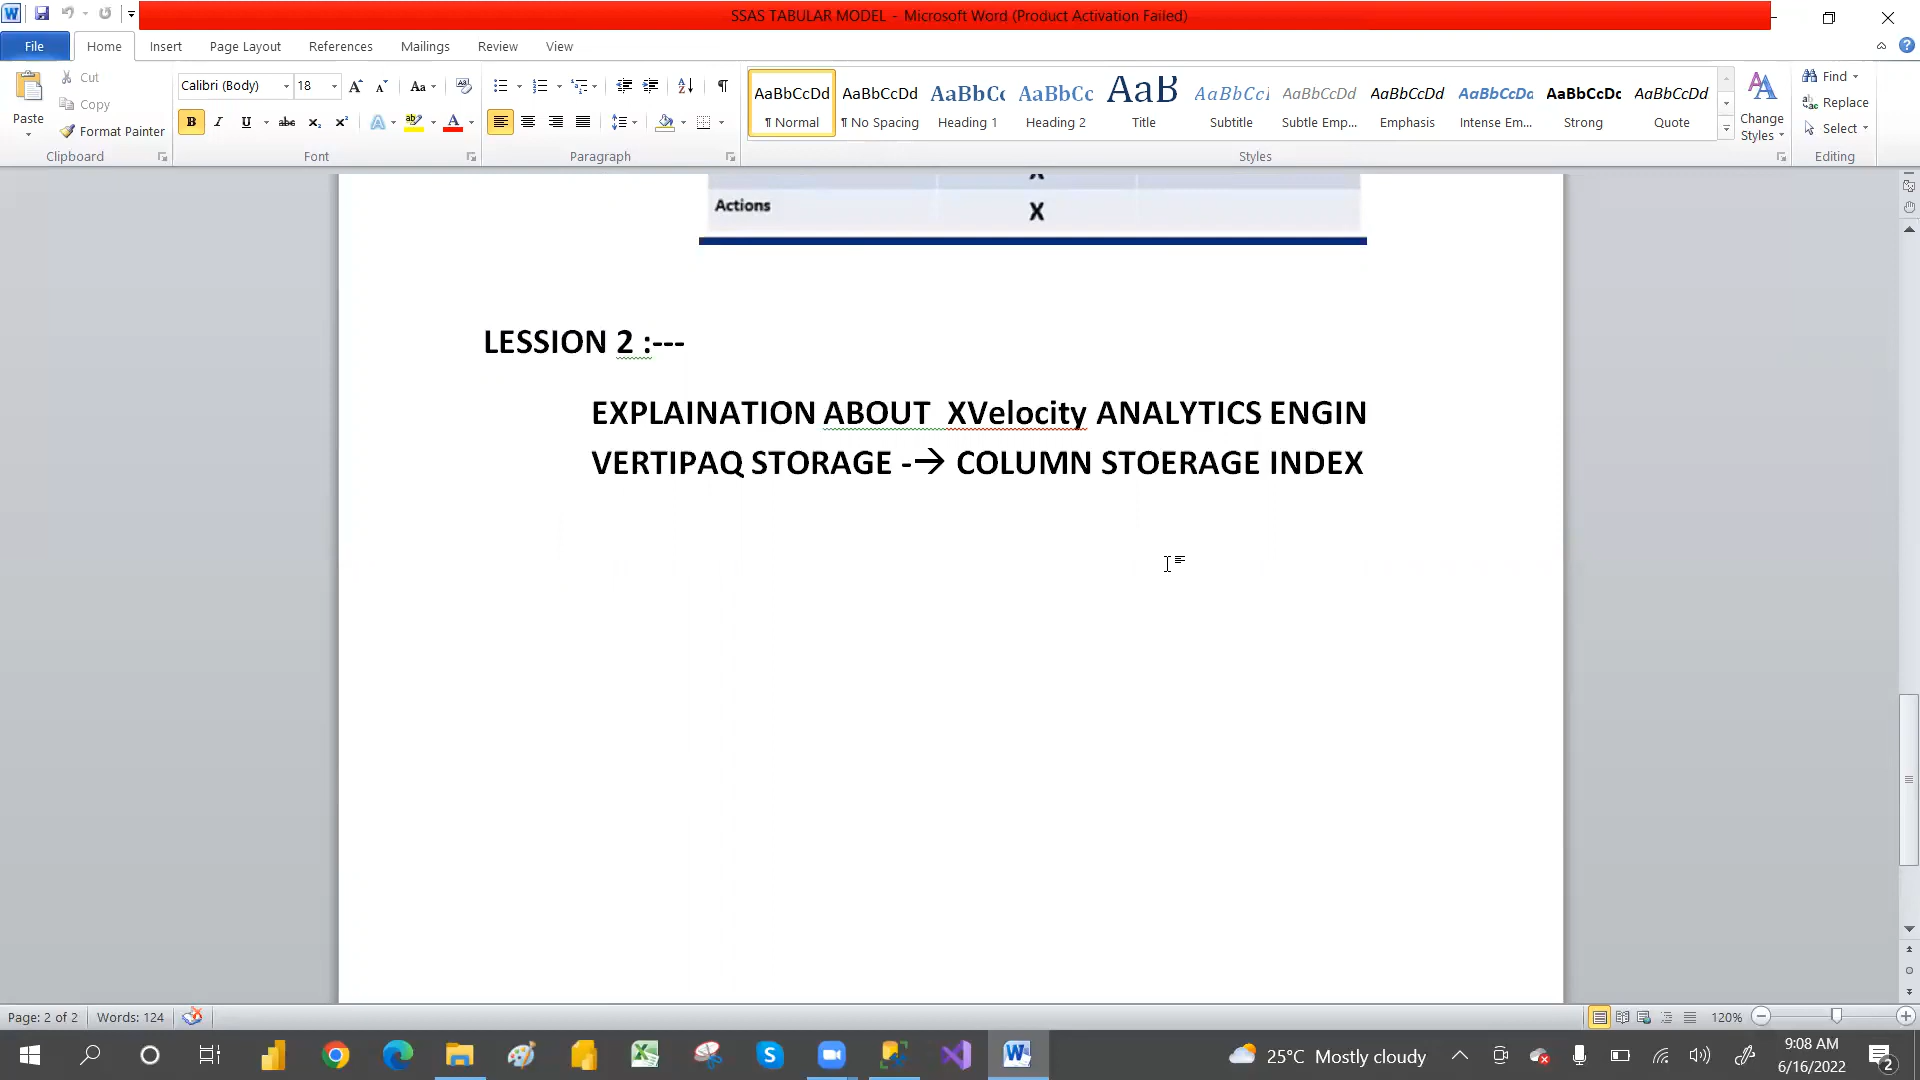 SSAS TABULAR MODEL - Microsoft Word (Product Activation Failed)
File Home Insert Page Layout References Mailings Review View
Paste
Cut
Copy
Format Painter
Clipboard
Calibri (Body) 18
Font
Paragraph
AaBbCcDd AaBbCcDd AaBbCc AaBbCc AaB AaBbCcI AaBbCcDd AaBbCcDd AaBbCcDd AaBbCcDc AaBbCcDd
¶ Normal ¶ No Spacing Heading 1 Heading 2 Title Subtitle Subtle Emp... Emphasis Intense Em... Strong Quote
Styles
Change Styles
Find
Replace
Select
Editing
Actions X
LESSION 2 :---
EXPLAINATION ABOUT XVelocity ANALYTICS ENGIN
VERTIPAQ STORAGE -→ COLUMN STOERAGE INDEX
Page: 2 of 2 Words: 124 120%
25°C Mostly cloudy
9:08 AM
6/16/2022
2